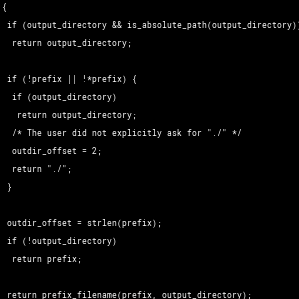 {
if (output_directory && is_absolute_path(output_directory))
return output_directory;
if (!prefix || !*prefix) {
if (output_directory)
return output_directory;
/* The user did not explicitly ask for "./" */
outdir_offset = 2;
return "./";
}
outdir_offset = strlen(prefix);
if (!output_directory)
return prefix;
return prefix_filename(prefix, output_directory);